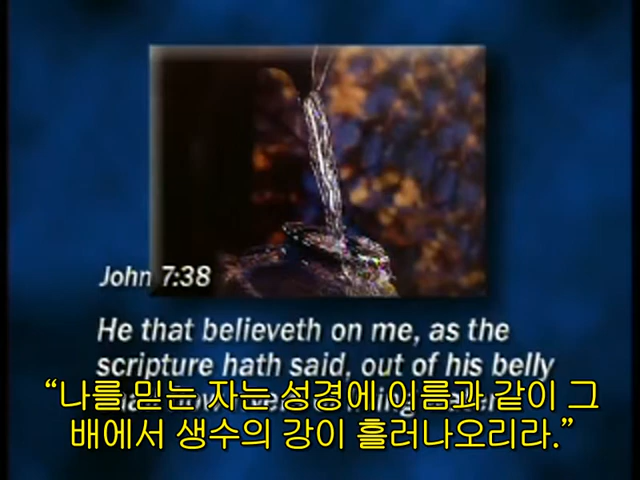 John 7:38
He that believeth on me, as the
scripture hath said, out of his belly
“나를 믿는 자는 성경에 이름과 같이 그
배에서 생수의 강이 흘러나오리라.”